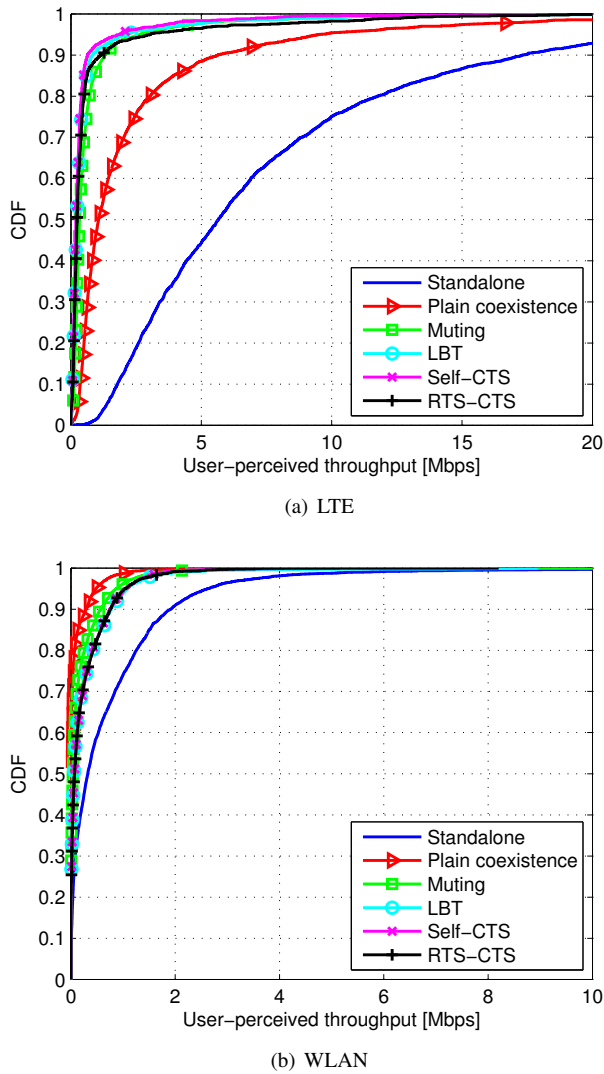 1
0.9
0.8
0.7
0.6
0.5
0.4
0.3
0.2
0.1
0
CDF
0 5 10 15 20
User−perceived throughput [Mbps]
Standalone
Plain coexistence
Muting
LBT
Self−CTS
RTS−CTS
(a) LTE
1
0.9
0.8
0.7
0.6
0.5
0.4
0.3
0.2
0.1
0
CDF
0 2 4 6 8 10
User−perceived throughput [Mbps]
Standalone
Plain coexistence
Muting
LBT
Self−CTS
RTS−CTS
(b) WLAN